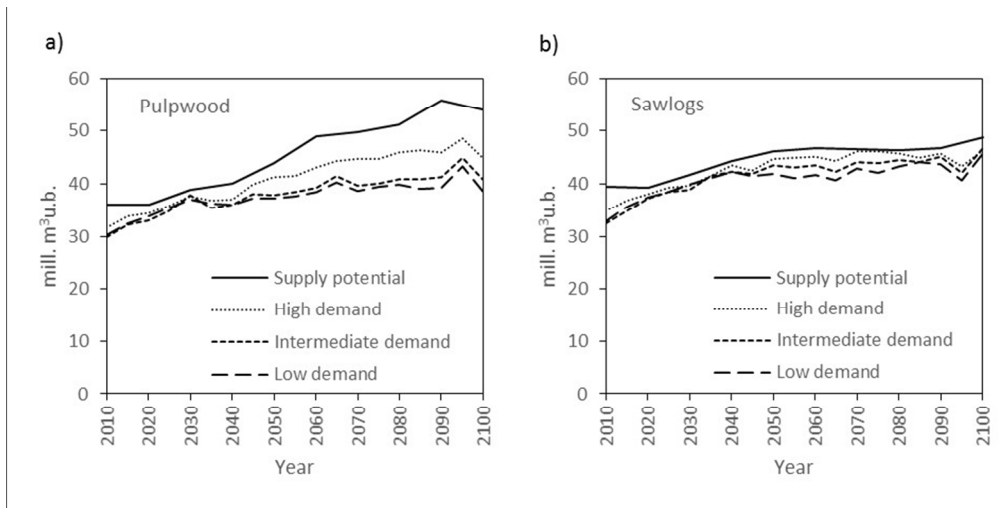 a)
60
50
40
30
20
10
0
mill. m³u.b.
Pulpwood
Supply potential
High demand
Intermediate demand
Low demand
2010
2020
2030
2040
2050
2060
2070
2080
2090
2100
Year
b)
60
50
40
30
20
10
0
mill. m³u.b.
Sawlogs
Supply potential
High demand
Intermediate demand
Low demand
2010
2020
2030
2040
2050
2060
2070
2080
2090
2100
Year